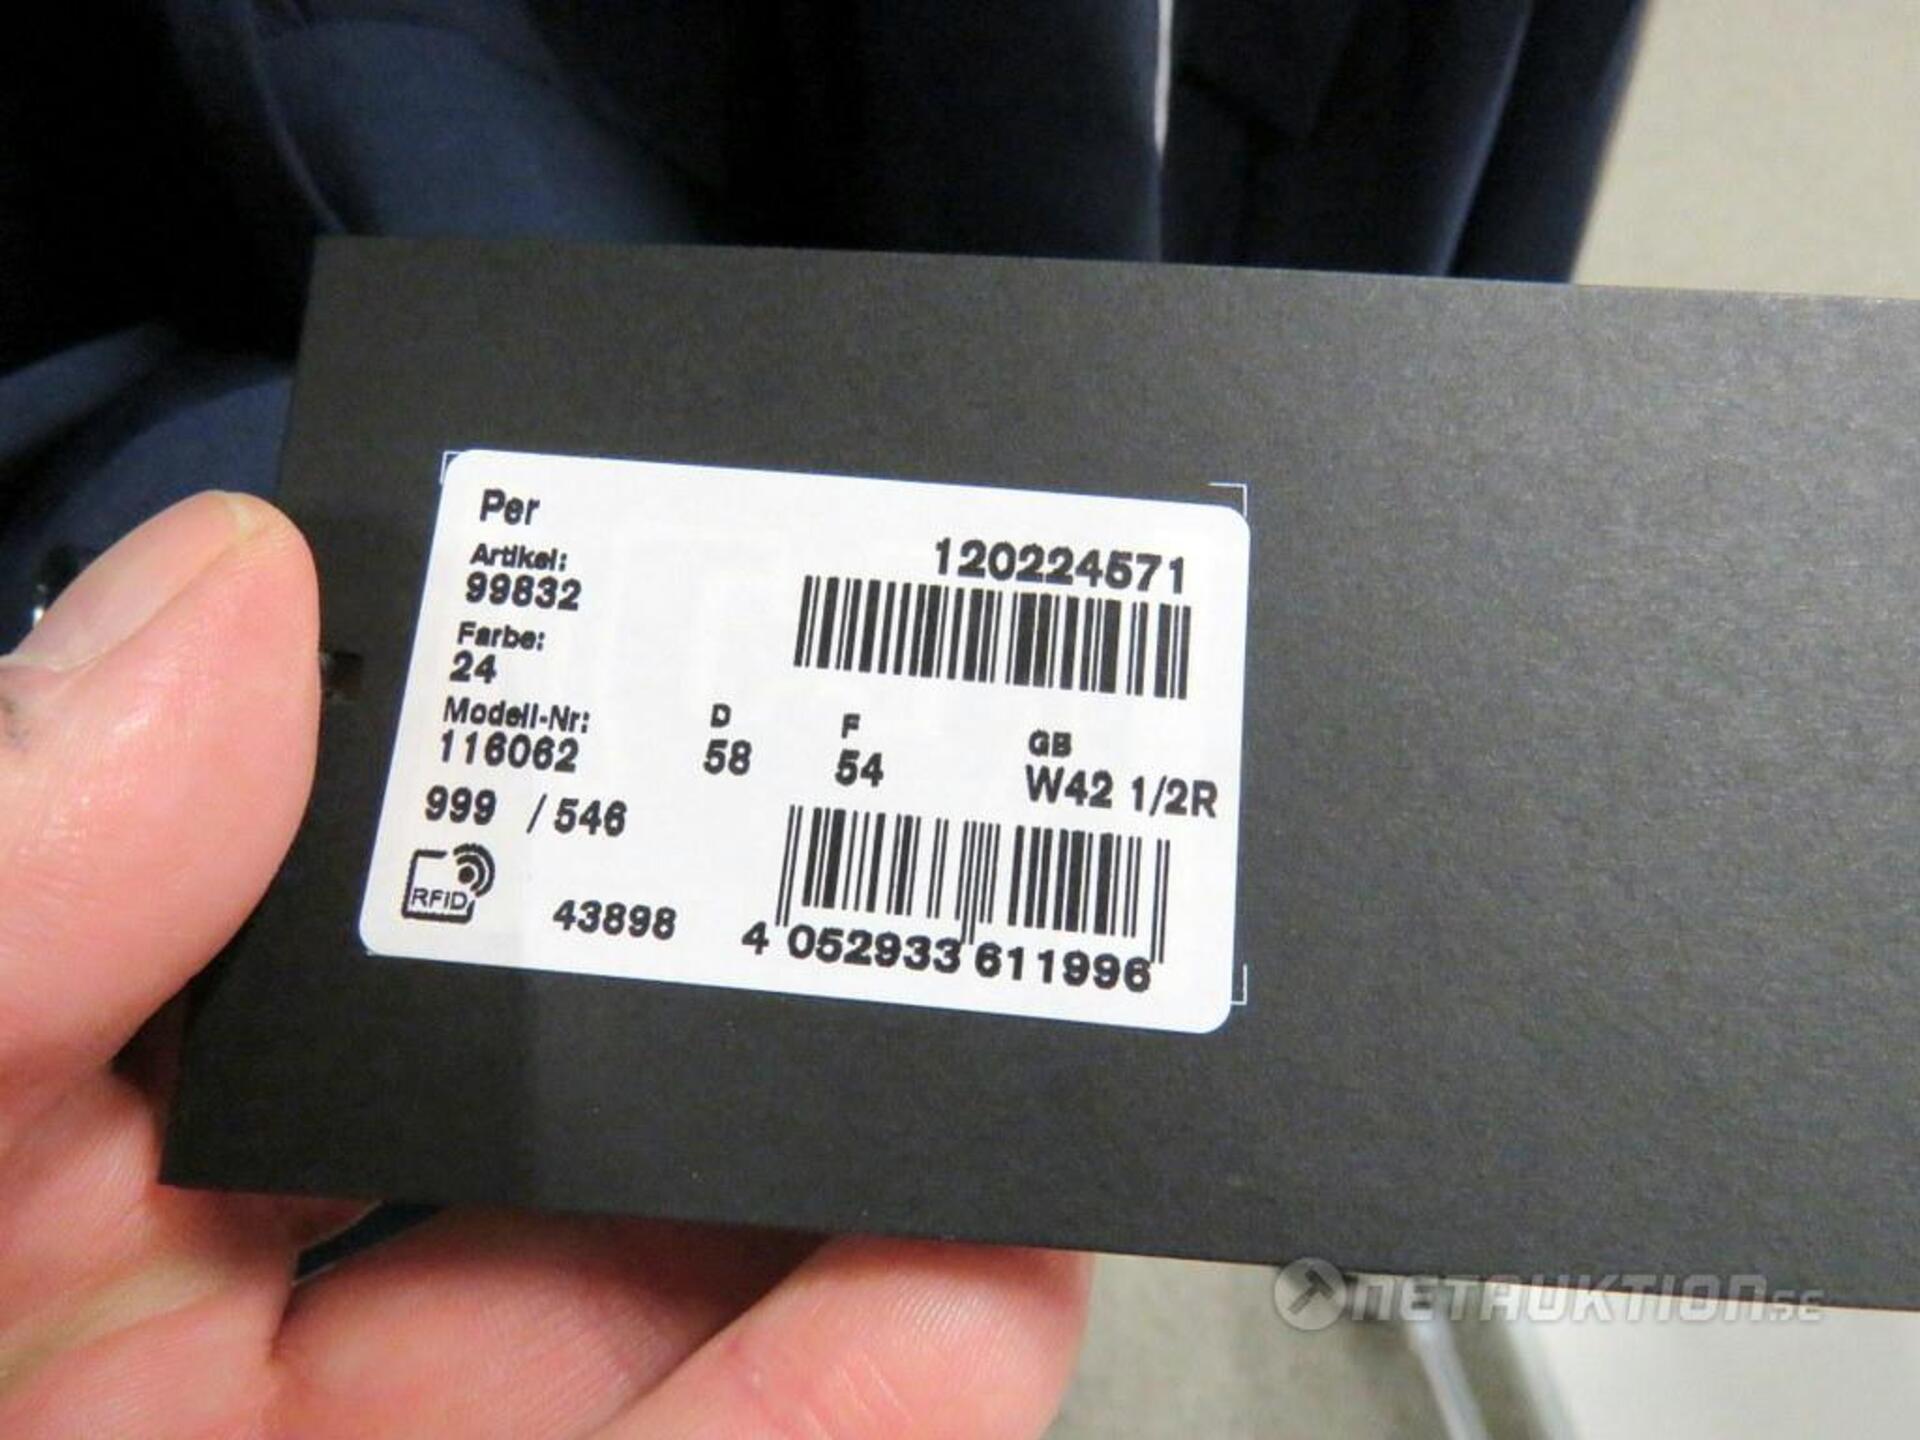 Per
120224571
Artikel:
99832
Farbe:
24
Modell-Nr:
116062
D
58
F
54
GB
W42 1/2R
999 / 546
RFID
43898
4 052933 611996
NETAUKTION.SE